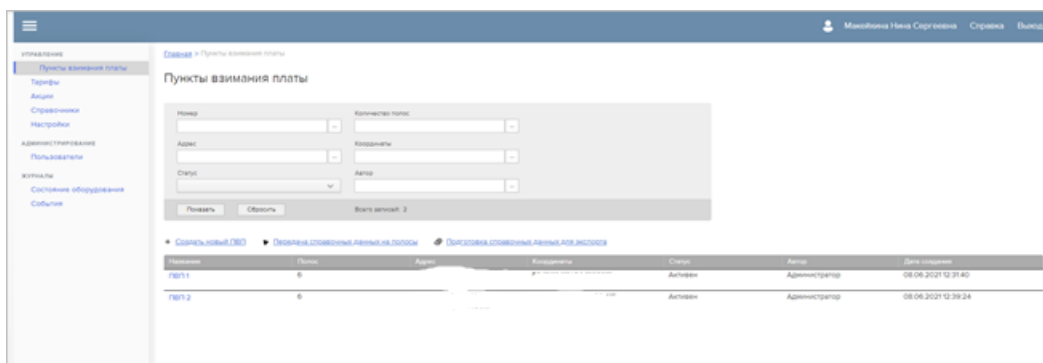 Нина Сергеевна Справка Выход
УПРАВЛЕНИЕ
Пункты взимания платы
Тарифы
Акции
Справочники
Настройки
АДМИНИСТРИРОВАНИЕ
Пользователи
ЖУРНАЛЫ
Состояние оборудования
События
Главная > Пункты взимания платы
Пункты взимания платы
Номер Количество полос
Адрес Координаты
Статус Автор
Показать Сбросить Всего записей: 2
Создать новый ПВП Передача справочных данных на полосы Подготовка справочных данных для экспорта
Название Полос Адрес Координаты Статус Автор Дата создания
ПВП 1 6 Активен Администратор 08.06.2021 12:31:40
ПВП 2 6 Активен Администратор 08.06.2021 12:39:24